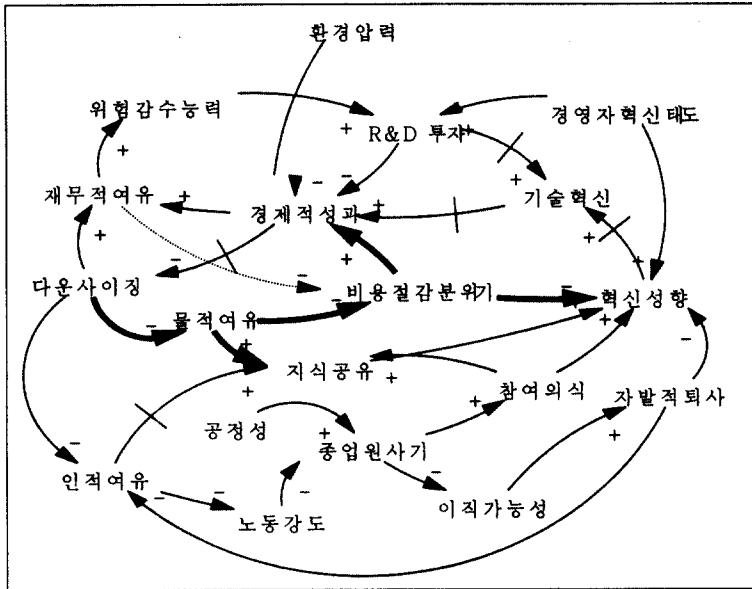 환경압력
위험감수능력
경영자혁신태도
+ R&D 투자 +
+
- -
+
재무적여유
+
경제적성과
+
기술혁신
+
+
+
+
-
-
다운사이징
+
-
비용절감분위기
-
혁신성향
-
물적여유
+
+
-
지식공유
+
+
참여의식
자발적퇴사
공정성
+
+
+
종업원사기
-
-
인적여유
-
-
-
노동강도
이직가능성